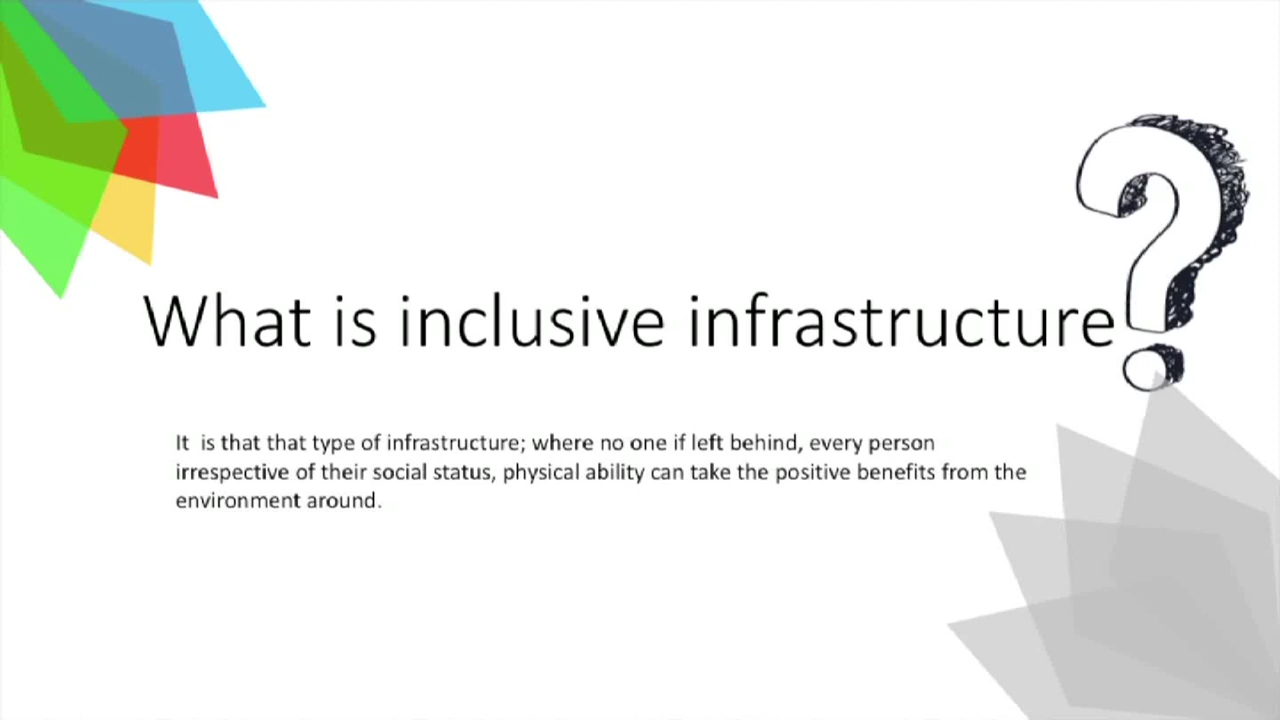 What is inclusive infrastructure?
It is that that type of infrastructure; where no one if left behind, every person
irrespective of their social status, physical ability can take the positive benefits from the
environment around.